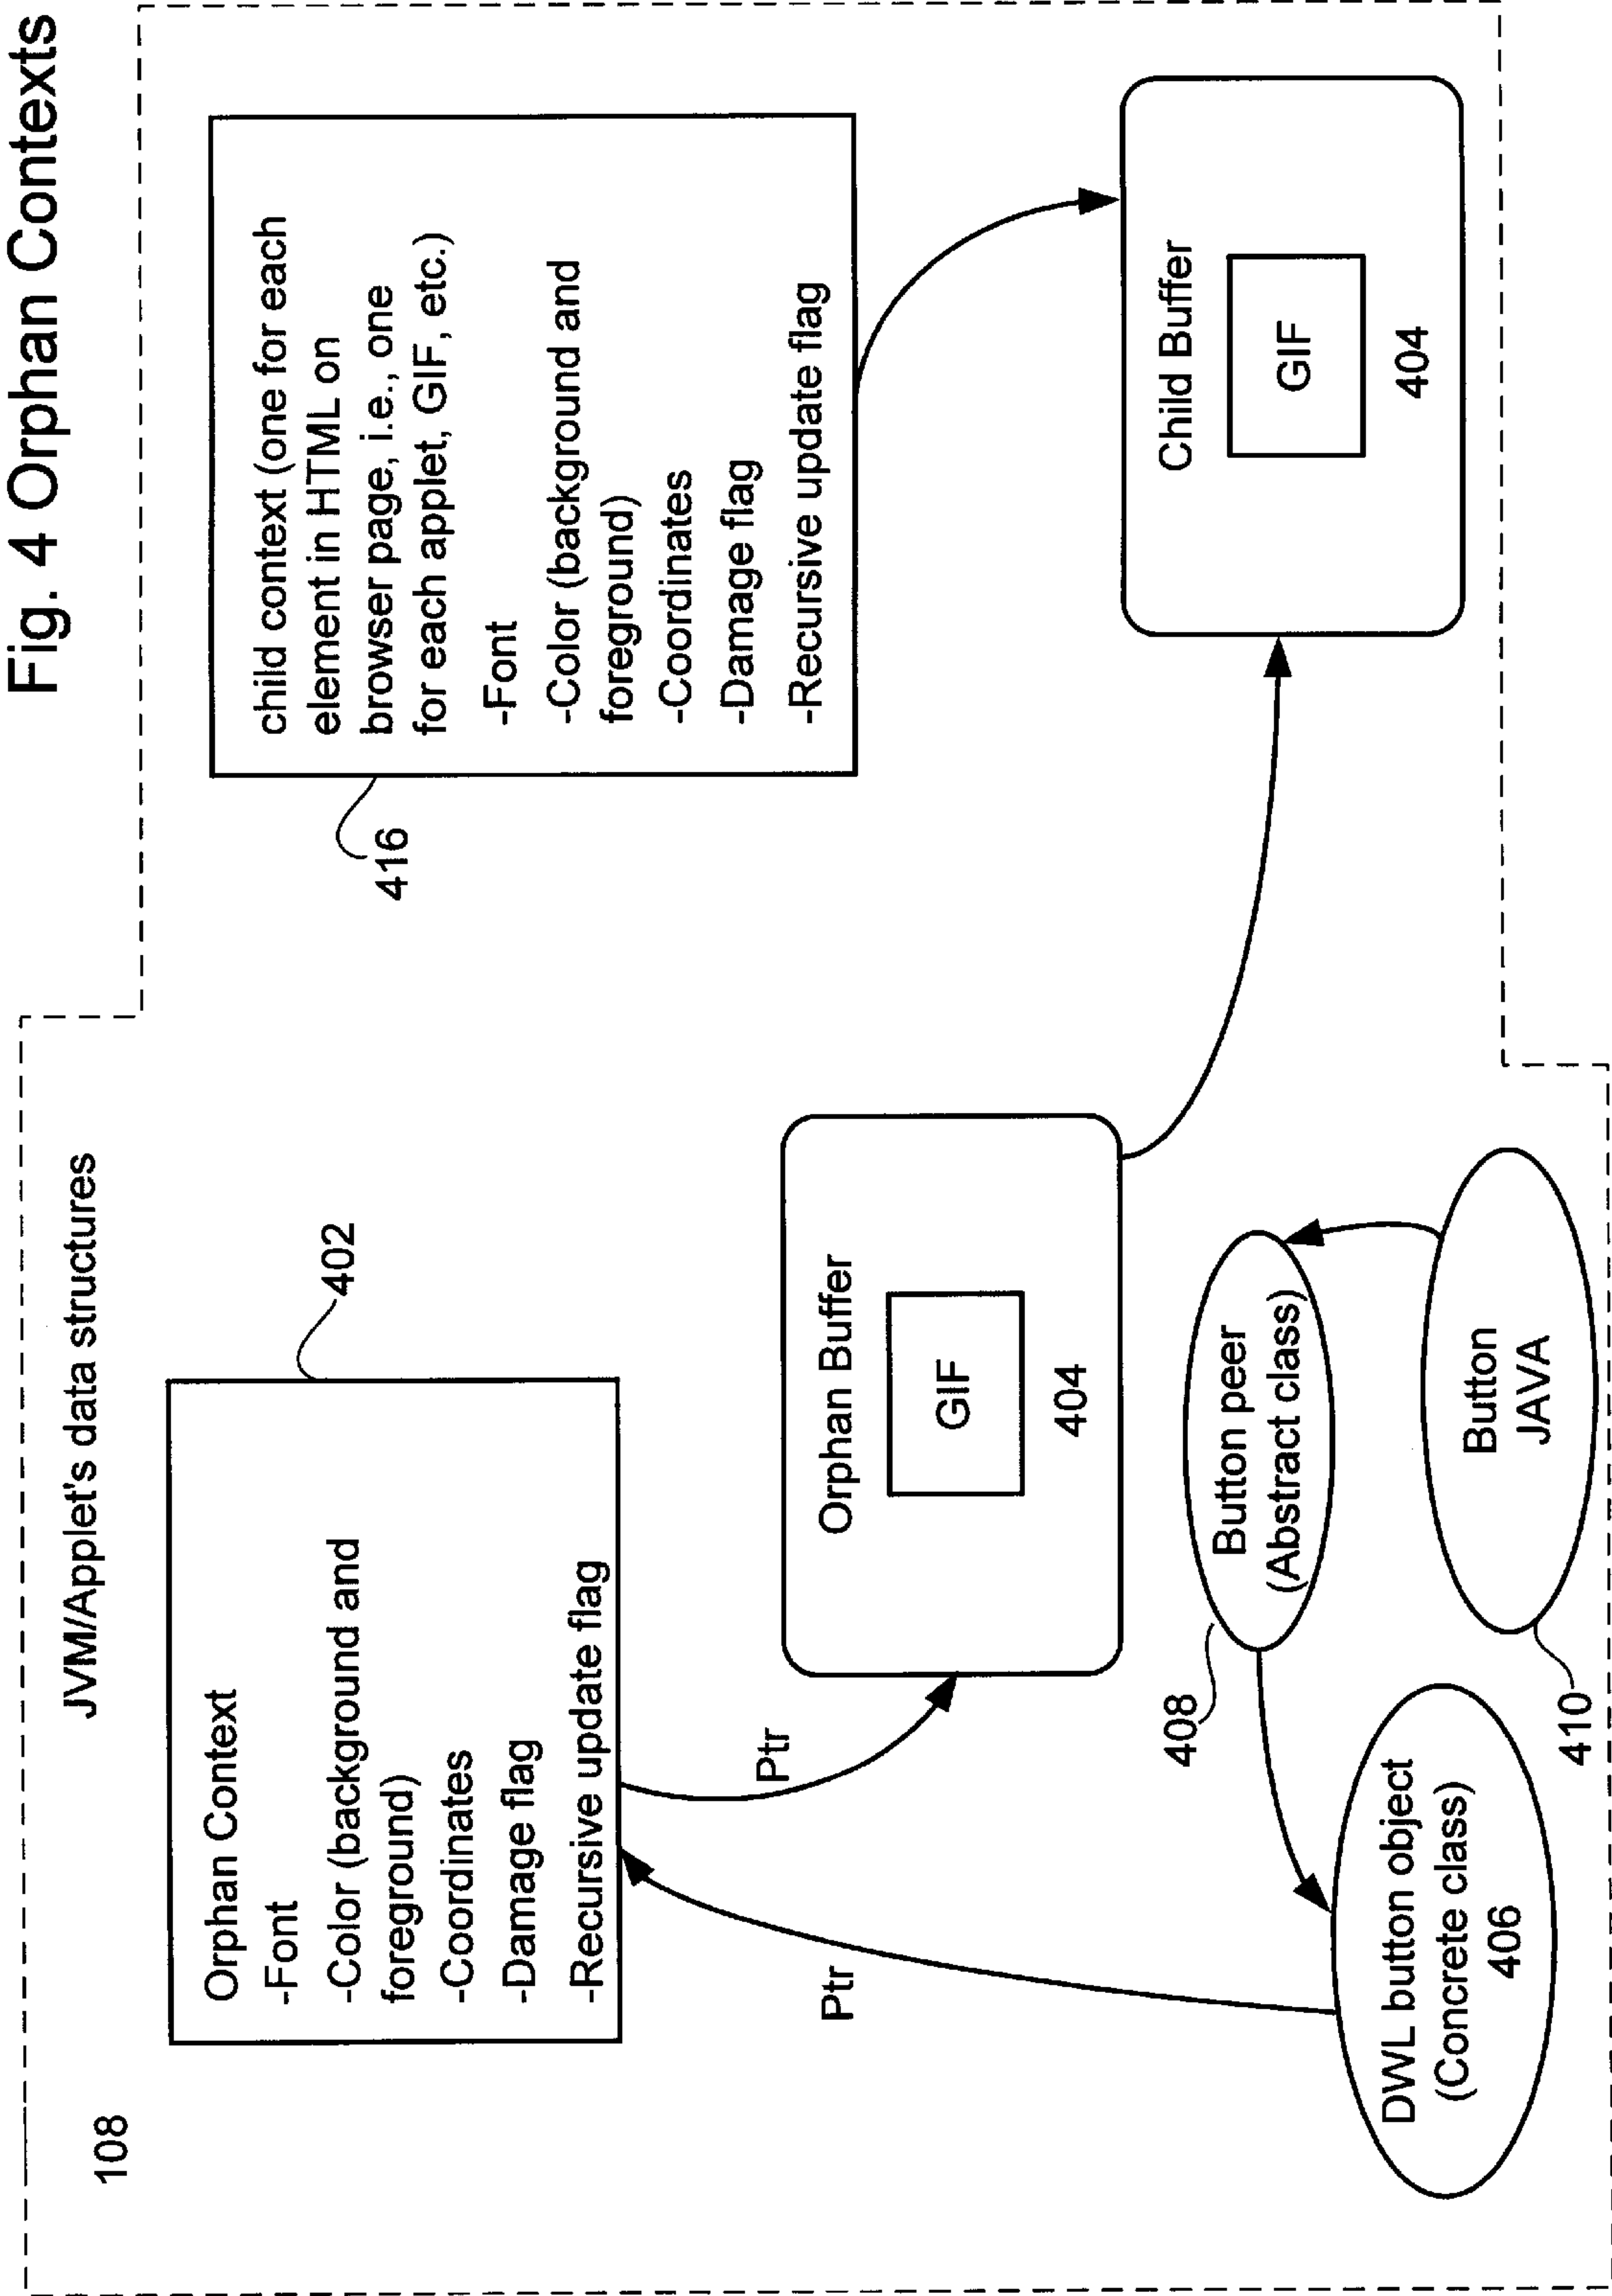 Fig. 4 Orphan Contexts
108
JVM/Applet's data structures
402
Orphan Context
-Font
-Color (background and
foreground)
-Coordinates
-Damage flag
-Recursive update flag
416
child context (one for each
element in HTML on
browser page, i.e., one
for each applet, GIF, etc.)
-Font
-Color (background and
foreground)
-Coordinates
-Damage flag
-Recursive update flag
Ptr
Ptr
Orphan Buffer
GIF
404
Child Buffer
GIF
404
408
Button peer
(Abstract class)
DWL button object
(Concrete class)
406
410
Button
JAVA